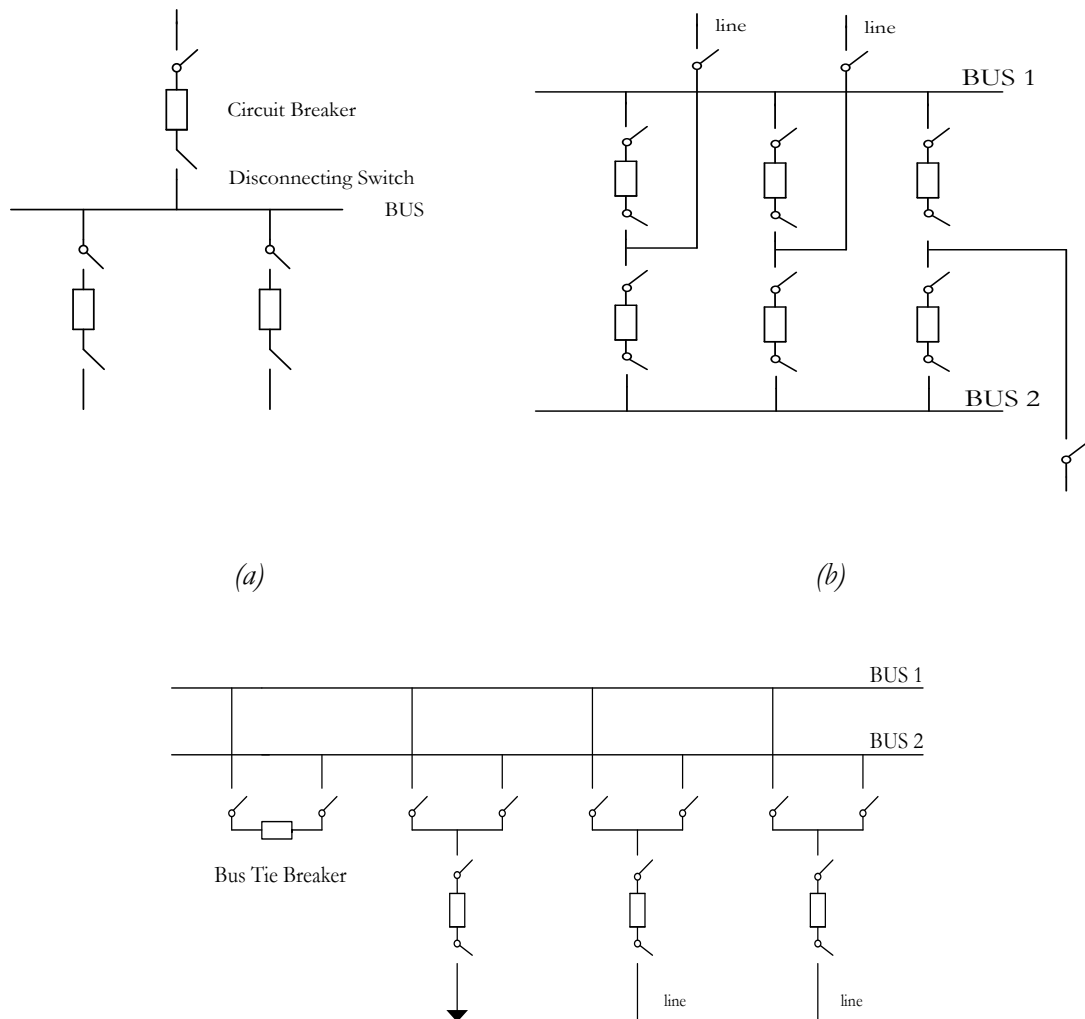 line
line
BUS 1
Circuit Breaker
Disconnecting Switch
BUS
BUS 2
(a)
(b)
BUS 1
BUS 2
Bus Tie Breaker
line
line